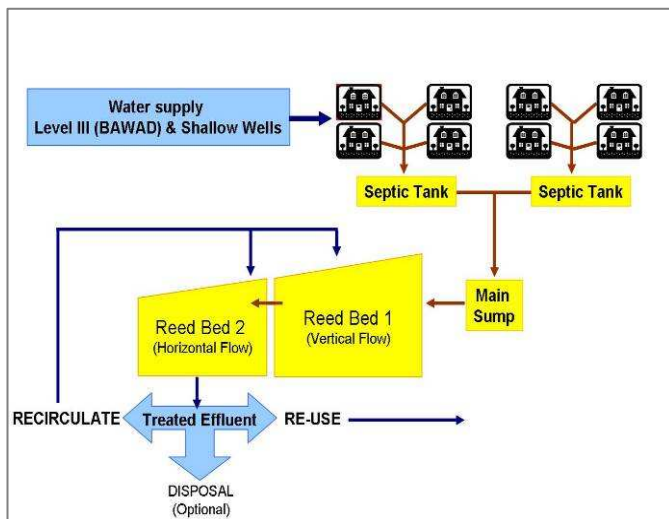 Water supply
Level III (BAWAD) & Shallow Wells
Septic Tank
Septic Tank
Main
Sump
Reed Bed 1
(Vertical Flow)
Reed Bed 2
(Horizontal Flow)
RECIRCULATE
Treated Effluent
RE-USE
DISPOSAL
(Optional)